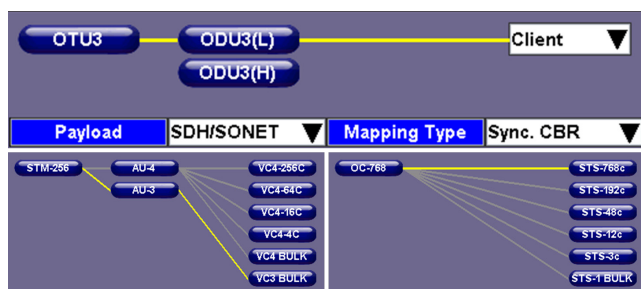 OTU3 ODU3(L) Client
ODU3(H)
Payload SDH/SONET Mapping Type Sync. CBR
STM-256 AU-4 VC4-256C OC-768 STS-768c
AU-3 VC4-64C STS-192c
VC4-16C STS-48c
VC4-4C STS-12c
VC4 BULK STS-3c
VC3 BULK STS-1 BULK